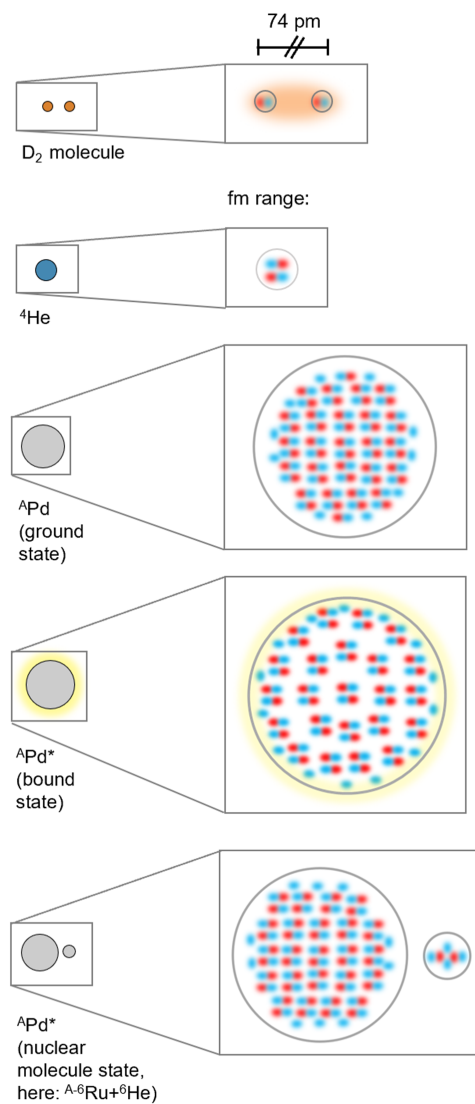 74 pm
D₂ molecule
fm range:
⁴He
ᴬPd
(ground
state)
ᴬPd*
(bound
state)
ᴬPd*
(nuclear
molecule state,
here: ᴬ⁻⁶Ru+⁶He)